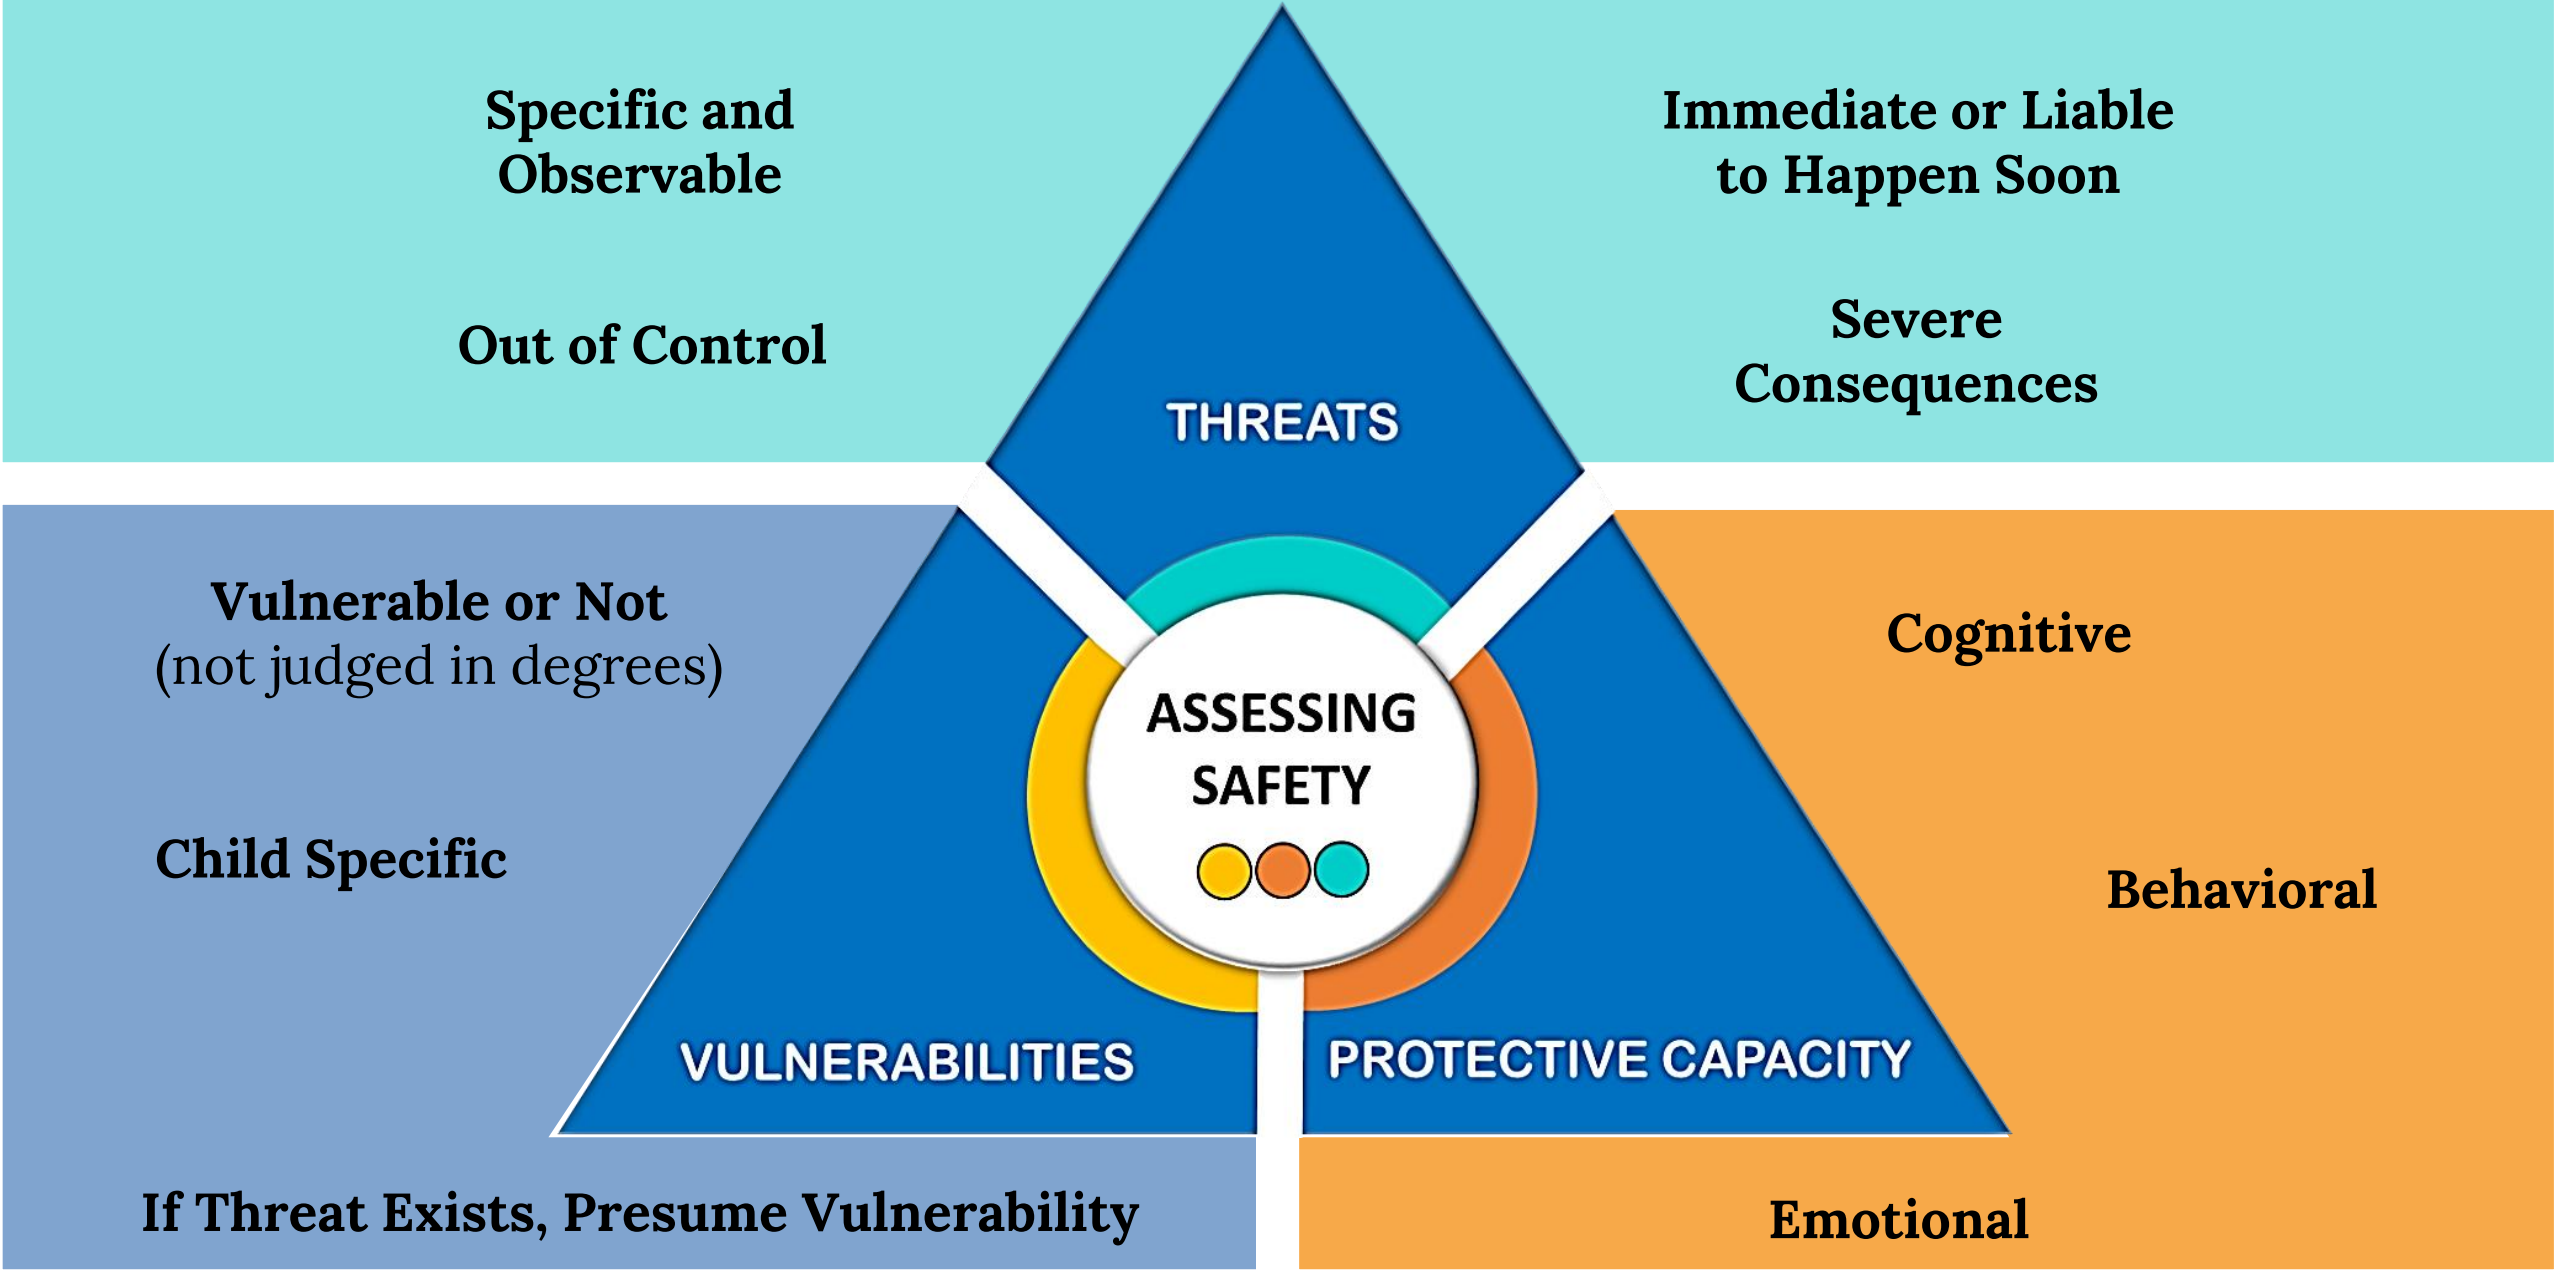 Specific and
Observable
Immediate or Liable
to Happen Soon
Out of Control
Severe
Consequences
THREATS
Vulnerable or Not
(not judged in degrees)
Child Specific
ASSESSING
SAFETY
Cognitive
Behavioral
VULNERABILITIES
PROTECTIVE CAPACITY
If Threat Exists, Presume Vulnerability
Emotional